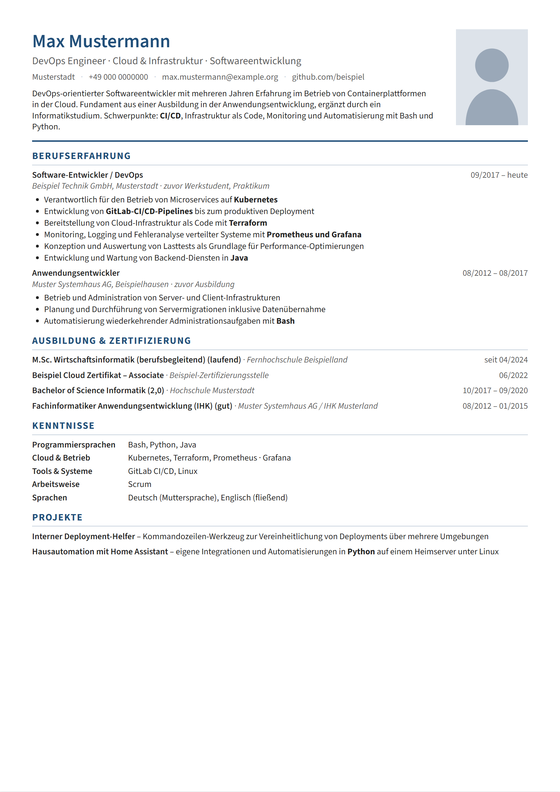 Max Mustermann
DevOps Engineer · Cloud & Infrastruktur · Softwareentwicklung
Musterstadt · +49 000 0000000 · max.mustermann@example.org · github.com/beispiel
DevOps-orientierter Softwareentwickler mit mehreren Jahren Erfahrung im Betrieb von Containerplattformen
in der Cloud. Fundament aus einer Ausbildung in der Anwendungsentwicklung, ergänzt durch ein
Informatikstudium. Schwerpunkte: CI/CD, Infrastruktur als Code, Monitoring und Automatisierung mit Bash und
Python.
BERUFSERFAHRUNG
Software-Entwickler / DevOps 09/2017 – heute
Beispiel Technik GmbH, Musterstadt · zuvor Werkstudent, Praktikum
• Verantwortlich für den Betrieb von Microservices auf Kubernetes
• Entwicklung von GitLab-CI/CD-Pipelines bis zum produktiven Deployment
• Bereitstellung von Cloud-Infrastruktur als Code mit Terraform
• Monitoring, Logging und Fehleranalyse verteilter Systeme mit Prometheus und Grafana
• Konzeption und Auswertung von Lasttests als Grundlage für Performance-Optimierungen
• Entwicklung und Wartung von Backend-Diensten in Java
Anwendungsentwickler 08/2012 – 08/2017
Muster Systemhaus AG, Beispielhausen · zuvor Ausbildung
• Betrieb und Administration von Server- und Client-Infrastrukturen
• Planung und Durchführung von Servermigrationen inklusive Datenübernahme
• Automatisierung wiederkehrender Administrationsaufgaben mit Bash
AUSBILDUNG & ZERTIFIZIERUNG
M.Sc. Wirtschaftsinformatik (berufsbegleitend) (laufend) · Fernhochschule Beispielland seit 04/2024
Beispiel Cloud Zertifikat – Associate · Beispiel-Zertifizierungsstelle 06/2022
Bachelor of Science Informatik (2,0) · Hochschule Musterstadt 10/2017 – 09/2020
Fachinformatiker Anwendungsentwicklung (IHK) (gut) · Muster Systemhaus AG / IHK Musterland 08/2012 – 01/2015
KENNTNISSE
Programmiersprachen Bash, Python, Java
Cloud & Betrieb Kubernetes, Terraform, Prometheus · Grafana
Tools & Systeme GitLab CI/CD, Linux
Arbeitsweise Scrum
Sprachen Deutsch (Muttersprache), Englisch (fließend)
PROJEKTE
Interner Deployment-Helfer – Kommandozeilen-Werkzeug zur Vereinheitlichung von Deployments über mehrere Umgebungen
Hausautomation mit Home Assistant – eigene Integrationen und Automatisierungen in Python auf einem Heimserver unter Linux